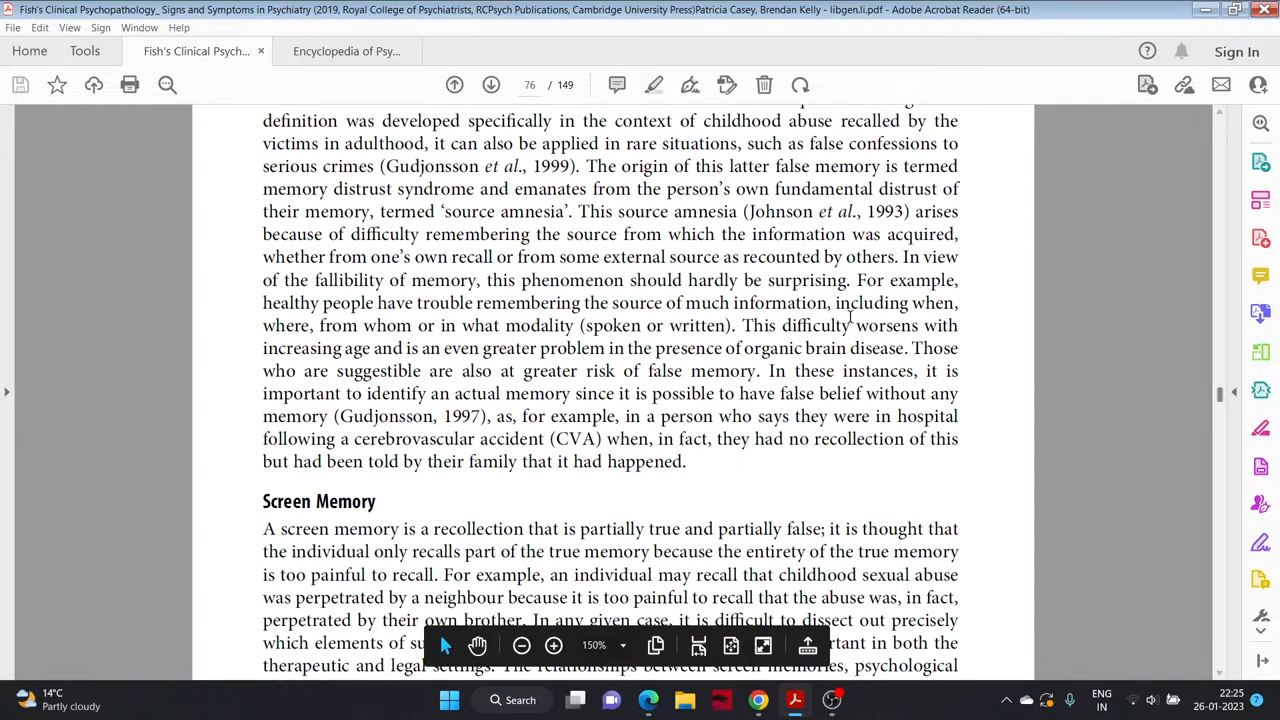 Fish's Clinical Psychopathology_ Signs and Symptoms in Psychiatry (2019, Royal College of Psychiatrists, RCPsych Publications, Cambridge University Press)Patricia Casey, Brendan Kelly - libgen.li.pdf - Adobe Acrobat Reader (64-bit)
File Edit View Sign Window Help
Home Tools Fish's Clinical Psych... × Encyclopedia of Psy... Sign In
76 / 149
definition was developed specifically in the context of childhood abuse recalled by the
victims in adulthood, it can also be applied in rare situations, such as false confessions to
serious crimes (Gudjonsson et al., 1999). The origin of this latter false memory is termed
memory distrust syndrome and emanates from the person's own fundamental distrust of
their memory, termed ‘source amnesia’. This source amnesia (Johnson et al., 1993) arises
because of difficulty remembering the source from which the information was acquired,
whether from one's own recall or from some external source as recounted by others. In view
of the fallibility of memory, this phenomenon should hardly be surprising. For example,
healthy people have trouble remembering the source of much information, including when,
where, from whom or in what modality (spoken or written). This difficulty worsens with
increasing age and is an even greater problem in the presence of organic brain disease. Those
who are suggestible are also at greater risk of false memory. In these instances, it is
important to identify an actual memory since it is possible to have false belief without any
memory (Gudjonsson, 1997), as, for example, in a person who says they were in hospital
following a cerebrovascular accident (CVA) when, in fact, they had no recollection of this
but had been told by their family that it had happened.
Screen Memory
A screen memory is a recollection that is partially true and partially false; it is thought that
the individual only recalls part of the true memory because the entirety of the true memory
is too painful to recall. For example, an individual may recall that childhood sexual abuse
was perpetrated by a neighbour because it is too painful to recall that the abuse was, in fact,
perpetrated by their own brother. In any given case, it is difficult to dissect out precisely
which elements of su rtant in both the
150%
therapeutic and legal settings. The relationships between screen memories, psychological
14°C
Partly cloudy
Search
ENG
IN
22:25
26-01-2023
7